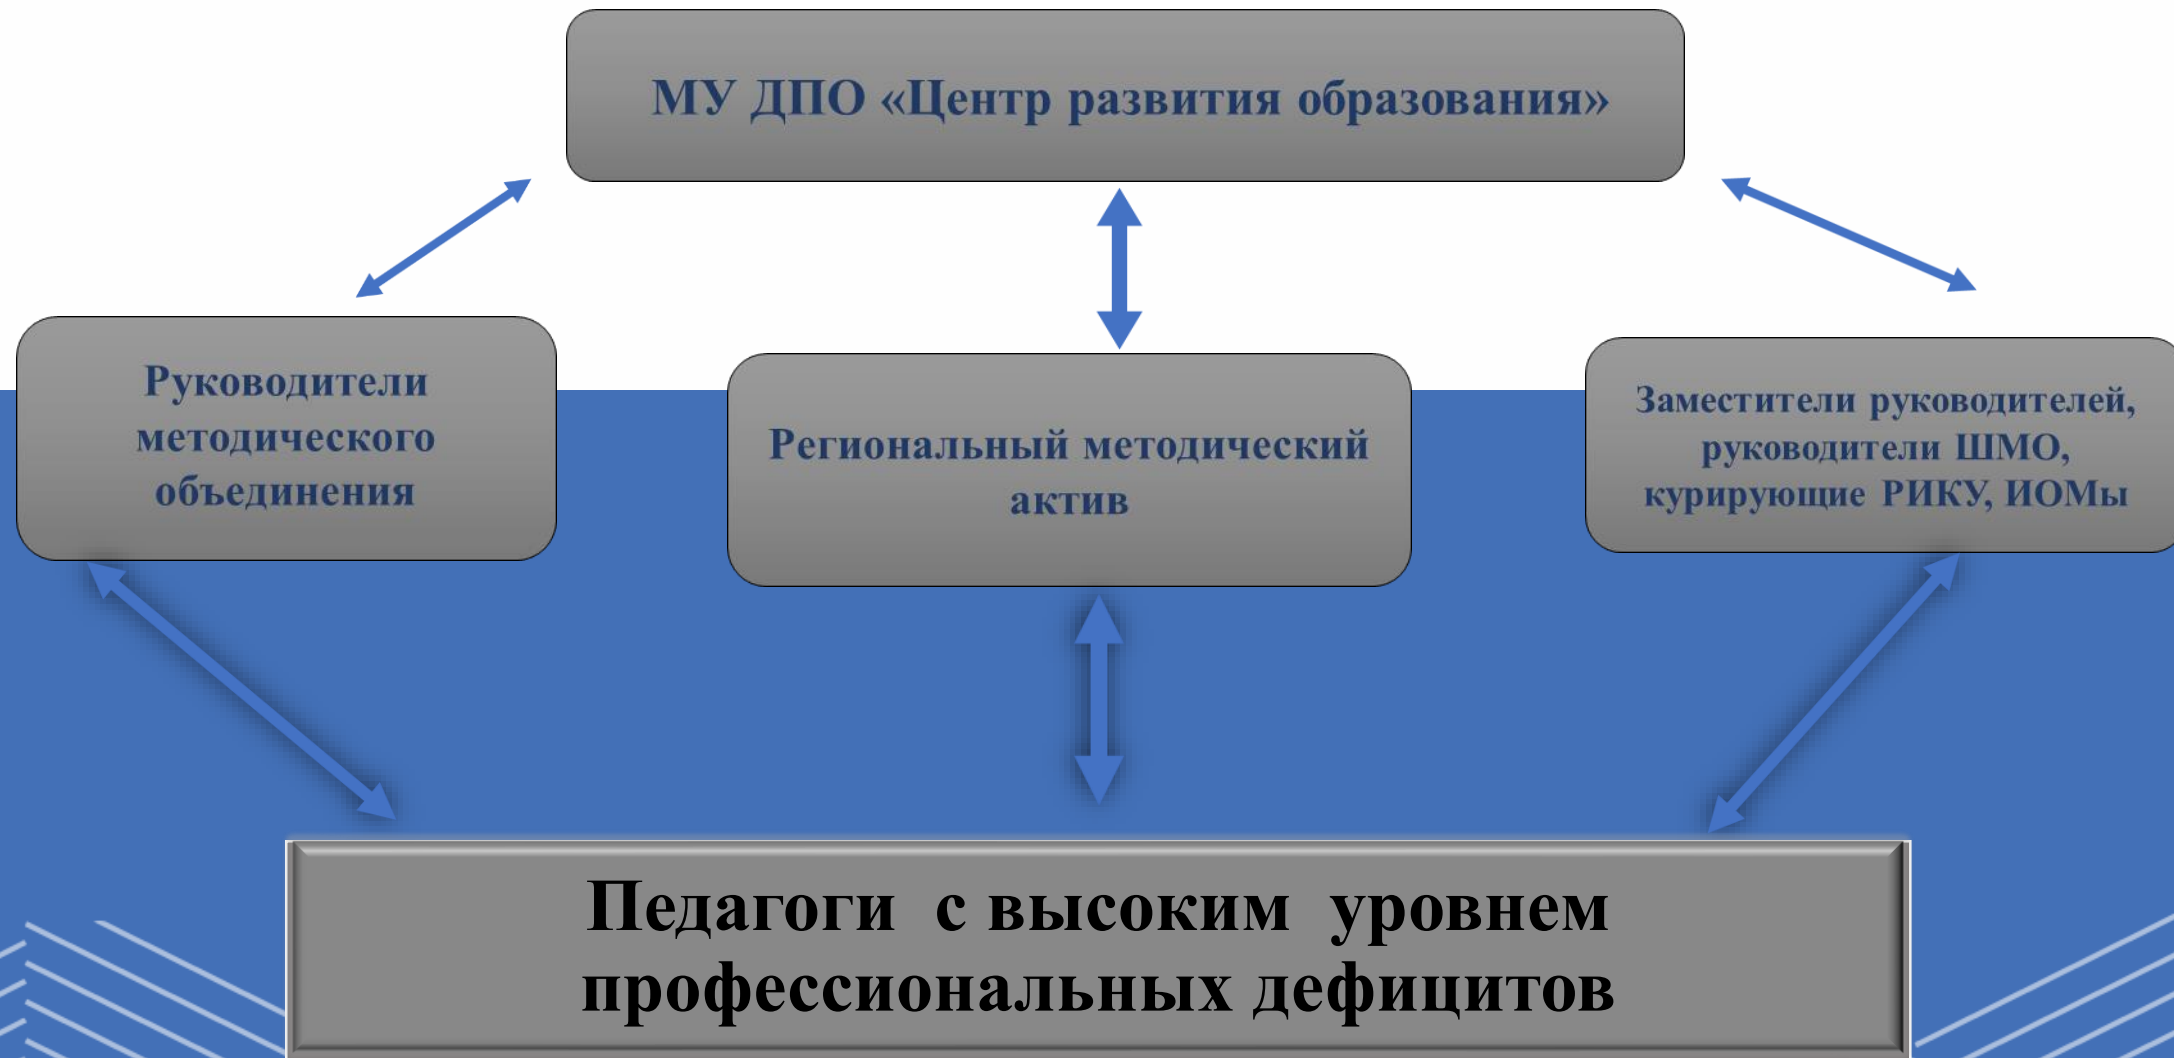 МУ ДПО «Центр развития образования»
Руководители
методического
объединения
Региональный методический
актив
Заместители руководителей,
руководители ШМО,
курирующие РИКУ, ИОМы
Педагоги с высоким уровнем
профессиональных дефицитов